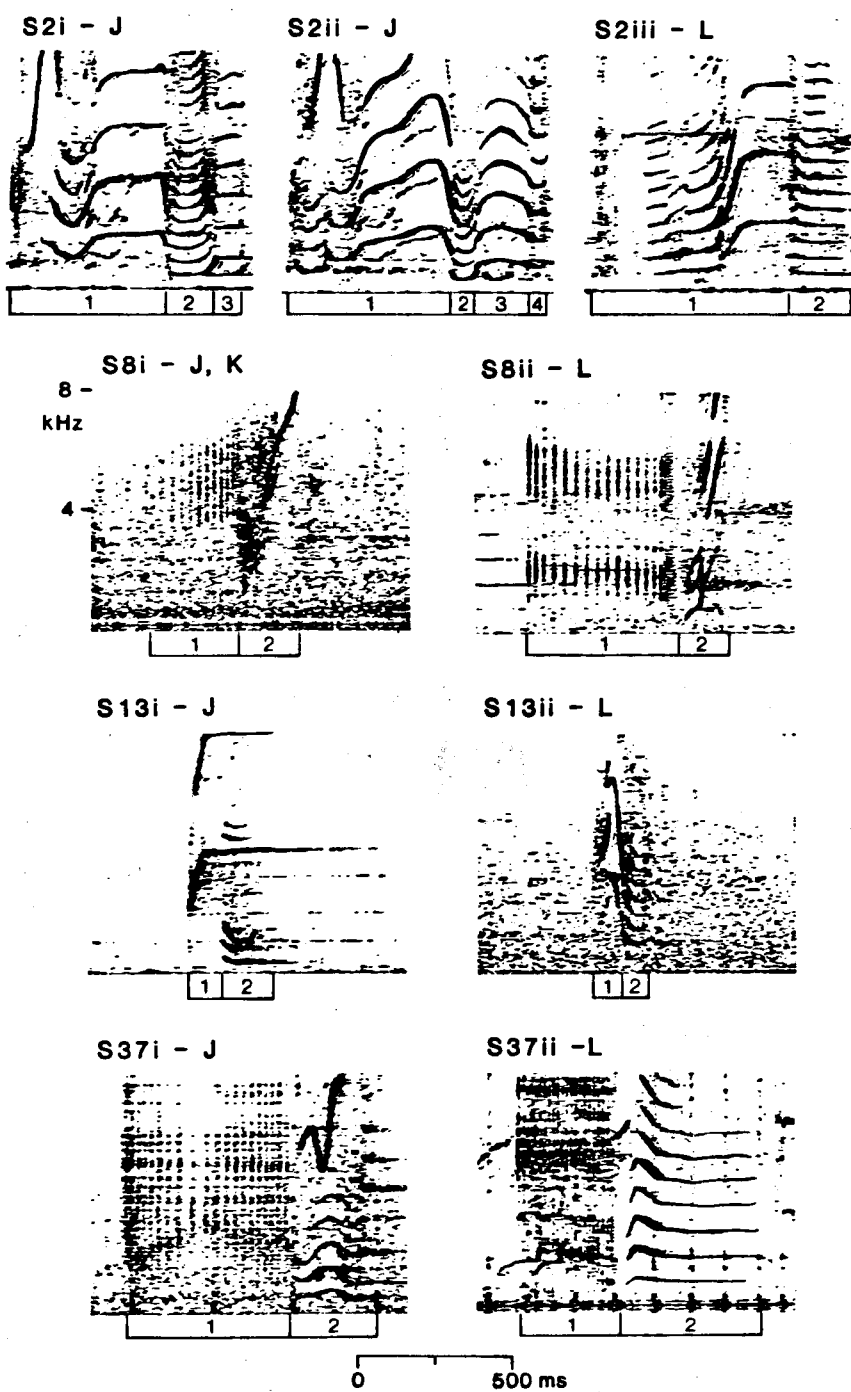 S2i - J
S2ii - J
S2iii - L
1 2 3
1 2 3 4
1 2
S8i - J, K
S8ii - L
8
kHz
4
1 2
1 2
S13i - J
S13ii - L
1 2
1 2
S37i - J
S37ii -L
1 2
1 2
0 500 ms